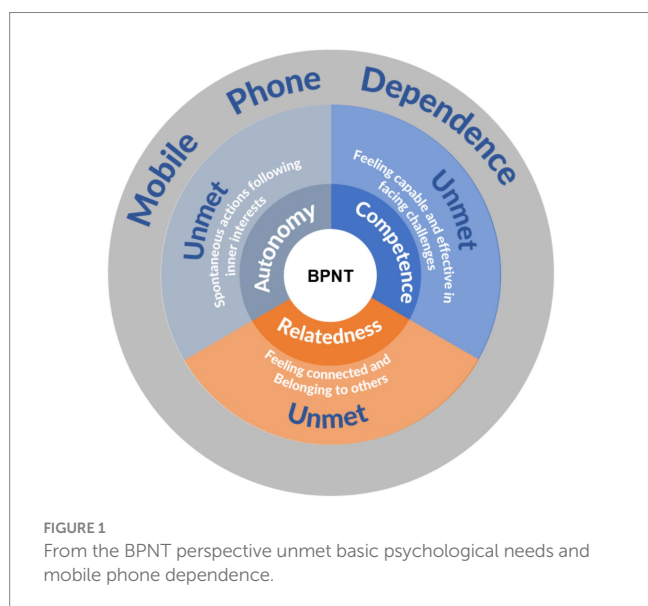 Mobile Phone Dependence
Unmet
Spontaneous actions following
inner interests
Autonomy
Unmet
Feeling capable and effective in
facing challenges
Competence
BPNT
Relatedness
Feeling connected and
Belonging to others
Unmet
FIGURE 1
From the BPNT perspective unmet basic psychological needs and
mobile phone dependence.